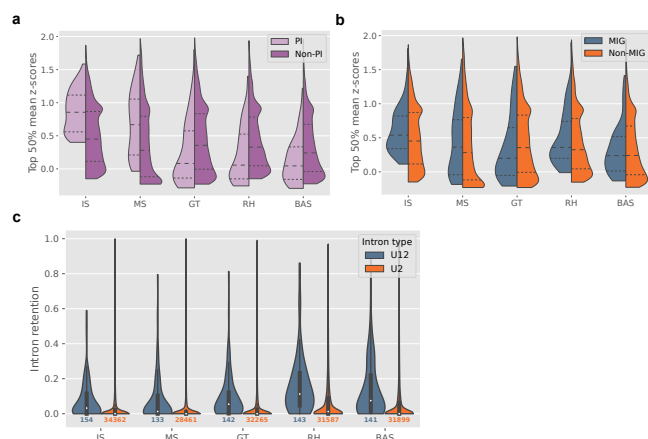 a
Top 50% mean z-scores
2.0
1.5
1.0
0.5
0.0
PI
Non-PI
IS MS GT RH BAS
b
Top 50% mean z-scores
2.0
1.5
1.0
0.5
0.0
MIG
Non-MIG
IS MS GT RH BAS
c
Intron retention
1.0
0.8
0.6
0.4
0.2
0.0
Intron type
U12
U2
154 34362 133 28461 142 32265 143 31587 141 31899
IS MS GT RH BAS